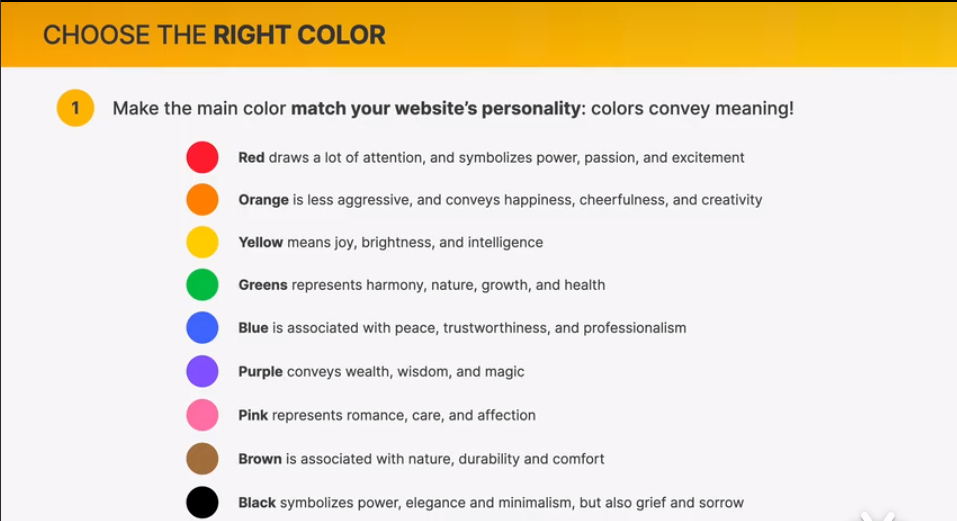 CHOOSE THE RIGHT COLOR
1 Make the main color match your website's personality: colors convey meaning!
Red draws a lot of attention, and symbolizes power, passion, and excitement
Orange is less aggressive, and conveys happiness, cheerfulness, and creativity
Yellow means joy, brightness, and intelligence
Greens represents harmony, nature, growth, and health
Blue is associated with peace, trustworthiness, and professionalism
Purple conveys wealth, wisdom, and magic
Pink represents romance, care, and affection
Brown is associated with nature, durability and comfort
Black symbolizes power, elegance and minimalism, but also grief and sorrow